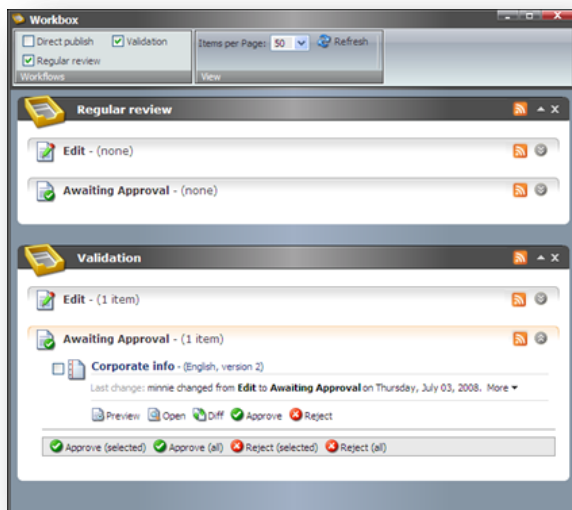 Workbox
Direct publish Validation Items per Page: 50 Refresh
Regular review
Workflows View
Regular review X
Edit - (none)
Awaiting Approval - (none)
Validation X
Edit - (1 item)
Awaiting Approval - (1 item)
Corporate info - (English, version 2)
Last change: minnie changed from Edit to Awaiting Approval on Thursday, July 03, 2008. More
Preview Open Diff Approve Reject
Approve (selected) Approve (all) Reject (selected) Reject (all)